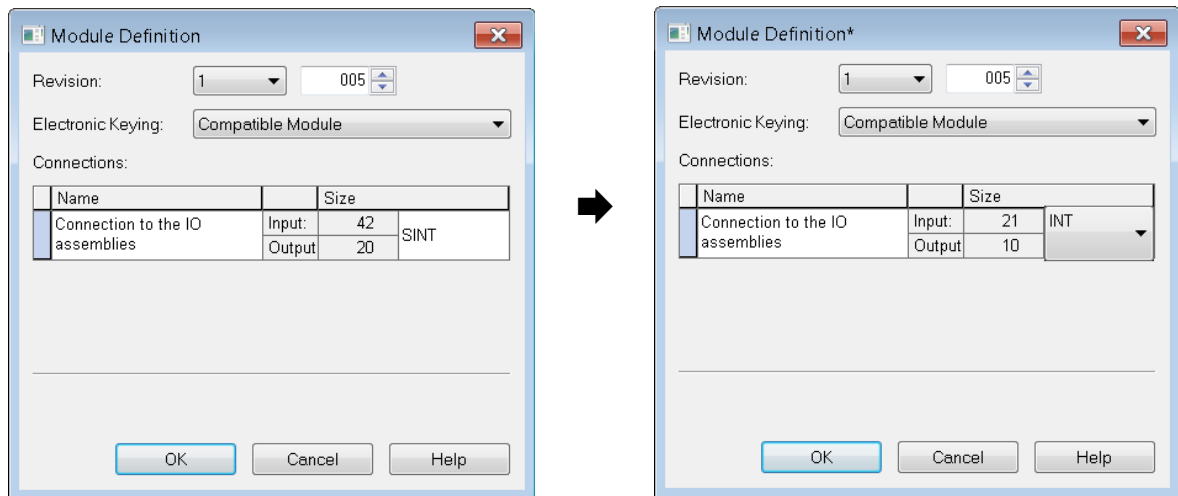 Module Definition
Revision: 1 005
Electronic Keying: Compatible Module
Connections:
Name Size
Connection to the IO assemblies Input: 42 SINT
Output 20
OK Cancel Help
Module Definition*
Revision: 1 005
Electronic Keying: Compatible Module
Connections:
Name Size
Connection to the IO assemblies Input: 21 INT
Output 10
OK Cancel Help